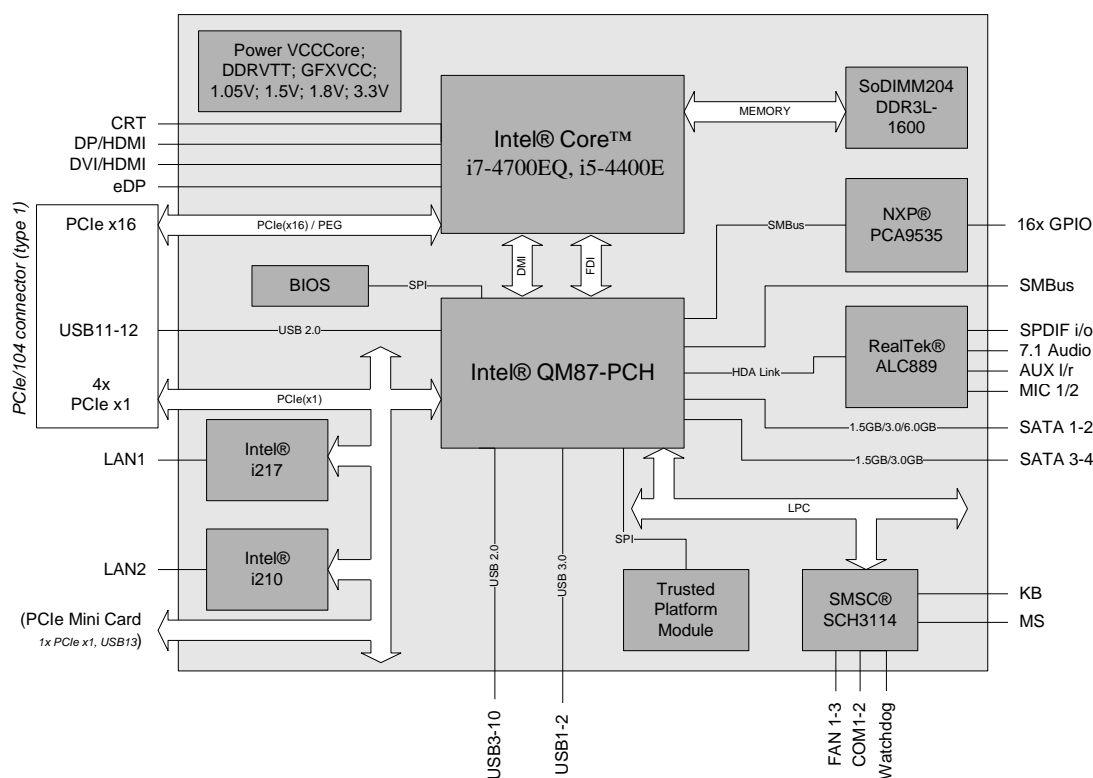 Power VCCCore;
DDRVTT; GFXVCC;
1.05V; 1.5V; 1.8V; 3.3V
Intel® Core™
i7-4700EQ, i5-4400E
MEMORY
SoDIMM204
DDR3L-
1600
CRT
DP/HDMI
DVI/HDMI
eDP
PCIe/104 connector (type 1)
PCIe x16
PCIe(x16) / PEG
SMBus
NXP®
PCA9535
16x GPIO
DMI
FDI
BIOS
SPI
SMBus
USB11-12
USB 2.0
Intel® QM87-PCH
HDA Link
RealTek®
ALC889
SPDIF i/o
7.1 Audio
AUX l/r
MIC 1/2
4x
PCIe x1
PCIe(x1)
1.5GB/3.0/6.0GB
SATA 1-2
1.5GB/3.0GB
SATA 3-4
LAN1
Intel®
i217
LPC
LAN2
Intel®
i210
USB 2.0
USB 3.0
SPI
Trusted
Platform
Module
SMSC®
SCH3114
KB
MS
(PCIe Mini Card
1x PCIe x1, USB13)
USB3-10
USB1-2
FAN 1-3
COM1-2
Watchdog